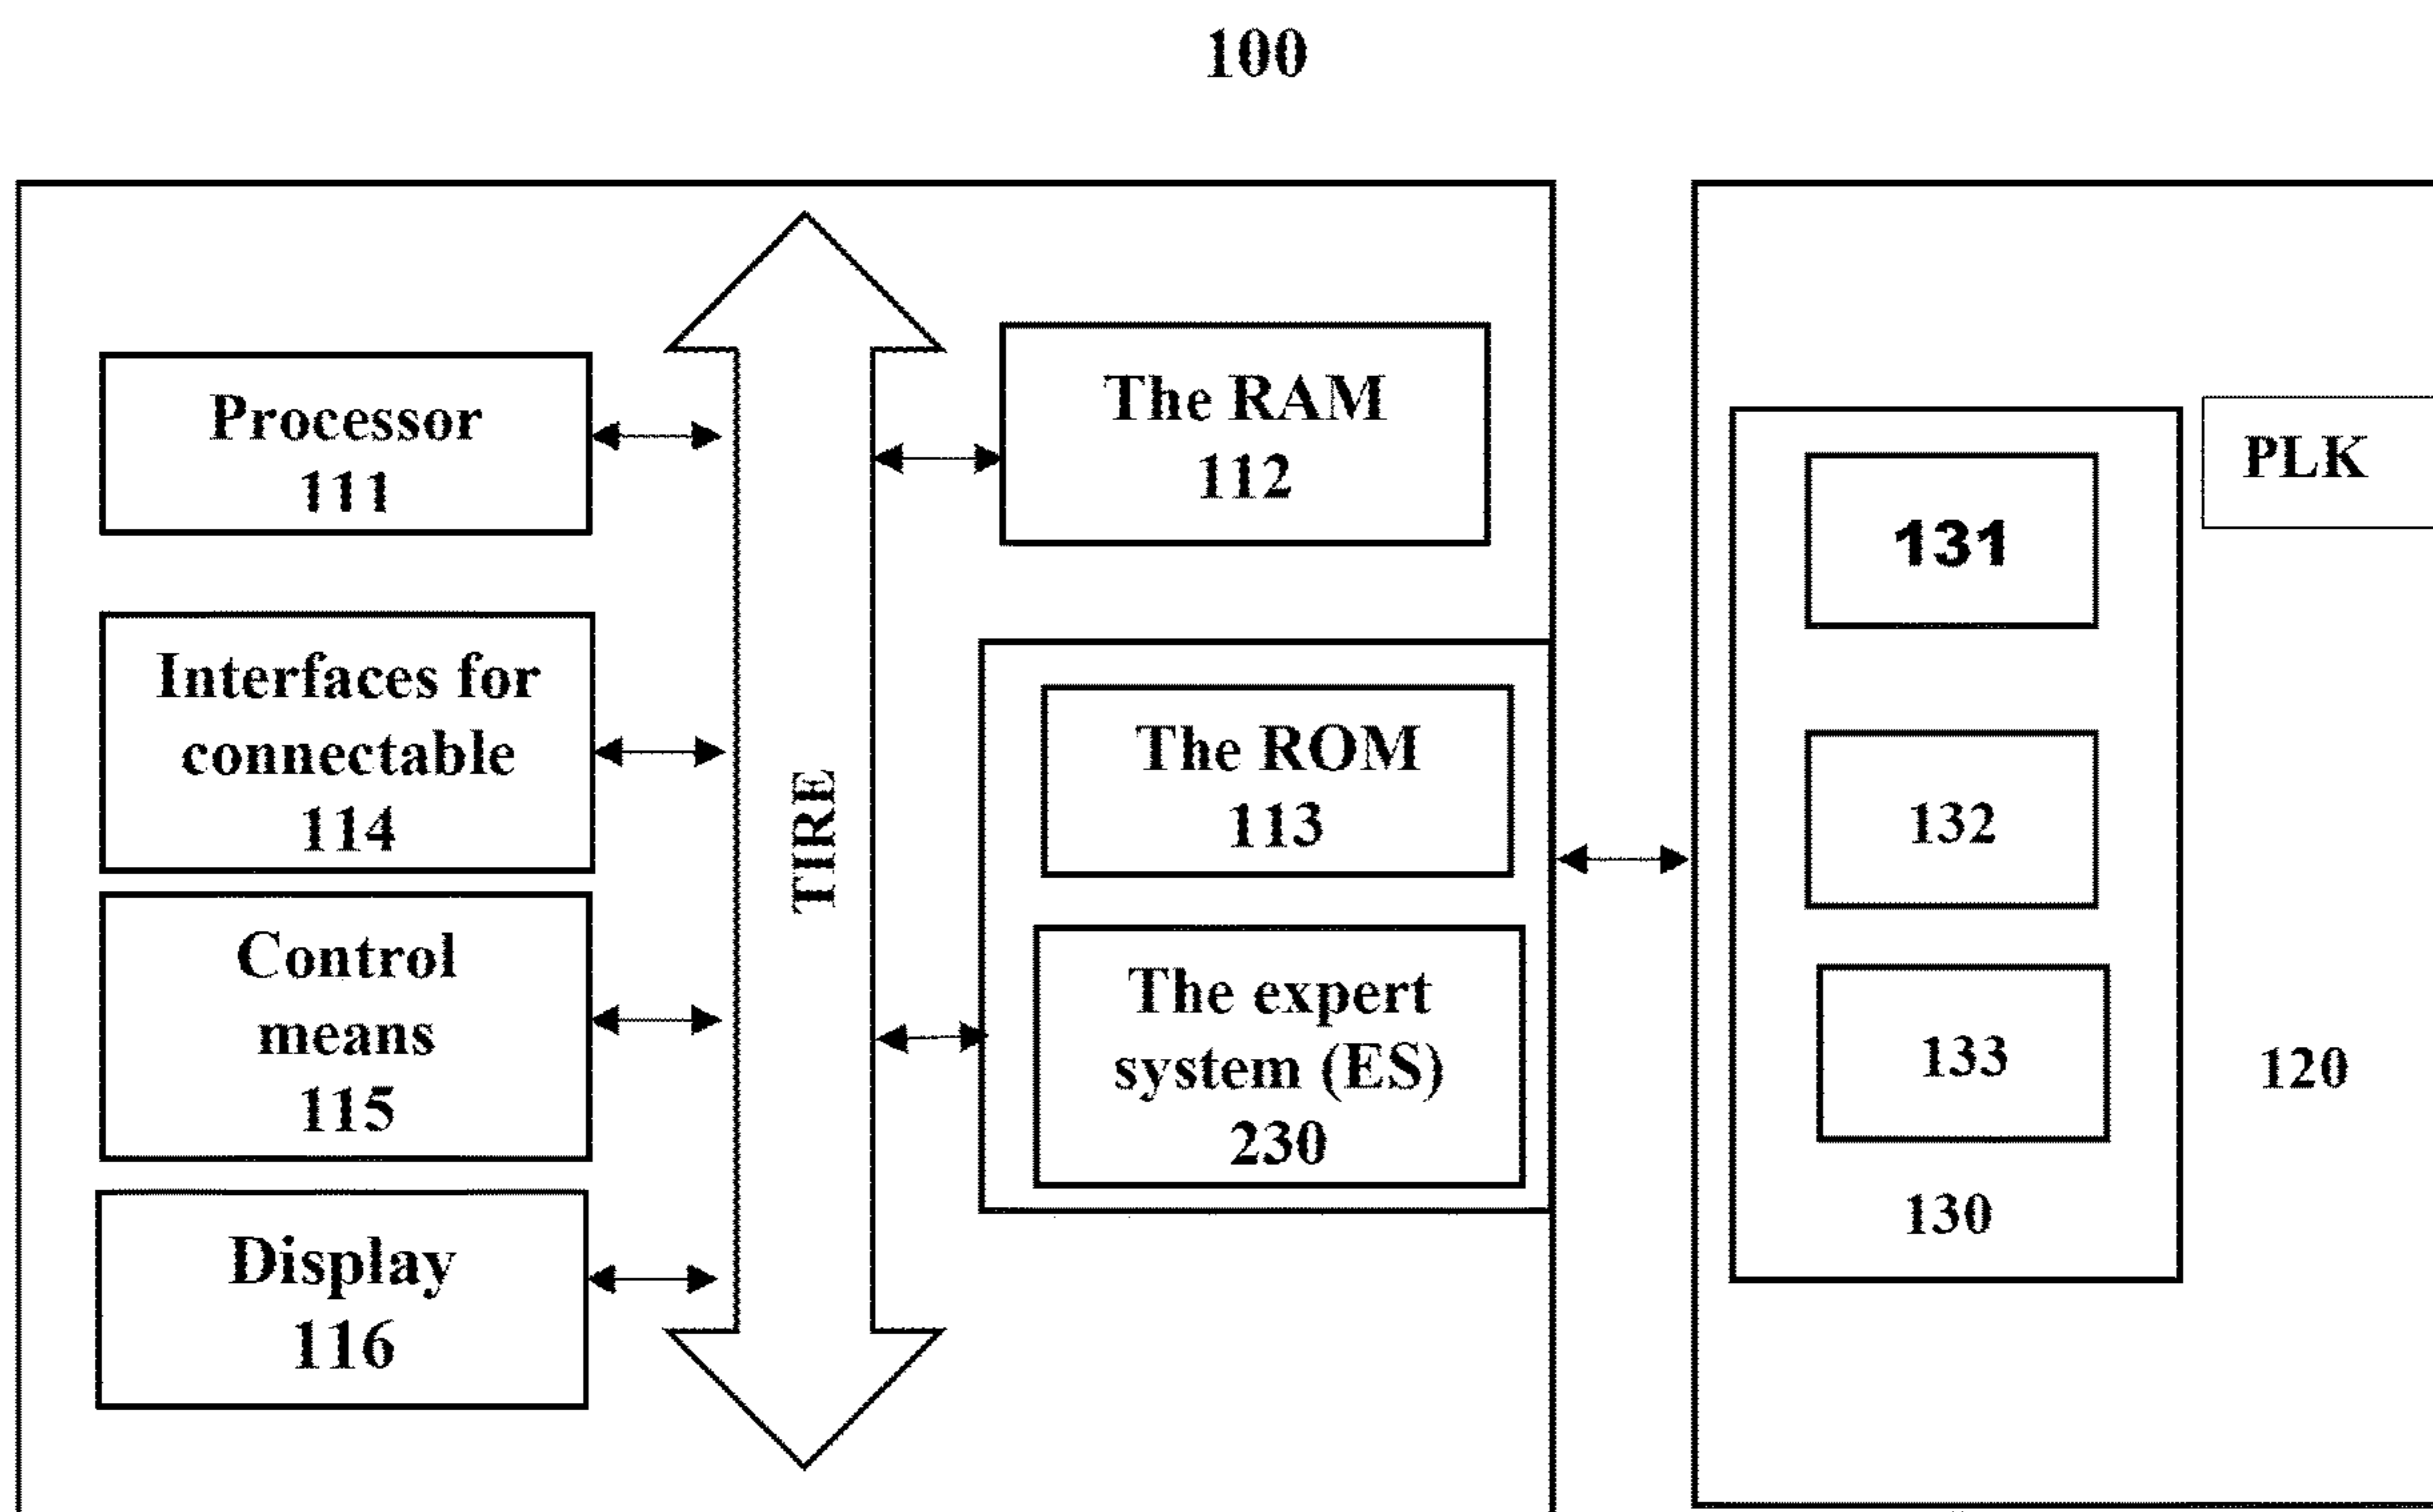 100
Processor
111
Interfaces for
connectable
114
Control
means
115
Display
116
TIRE
The RAM
112
The ROM
113
The expert
system (ES)
230
PLK
131
132
133
130
120